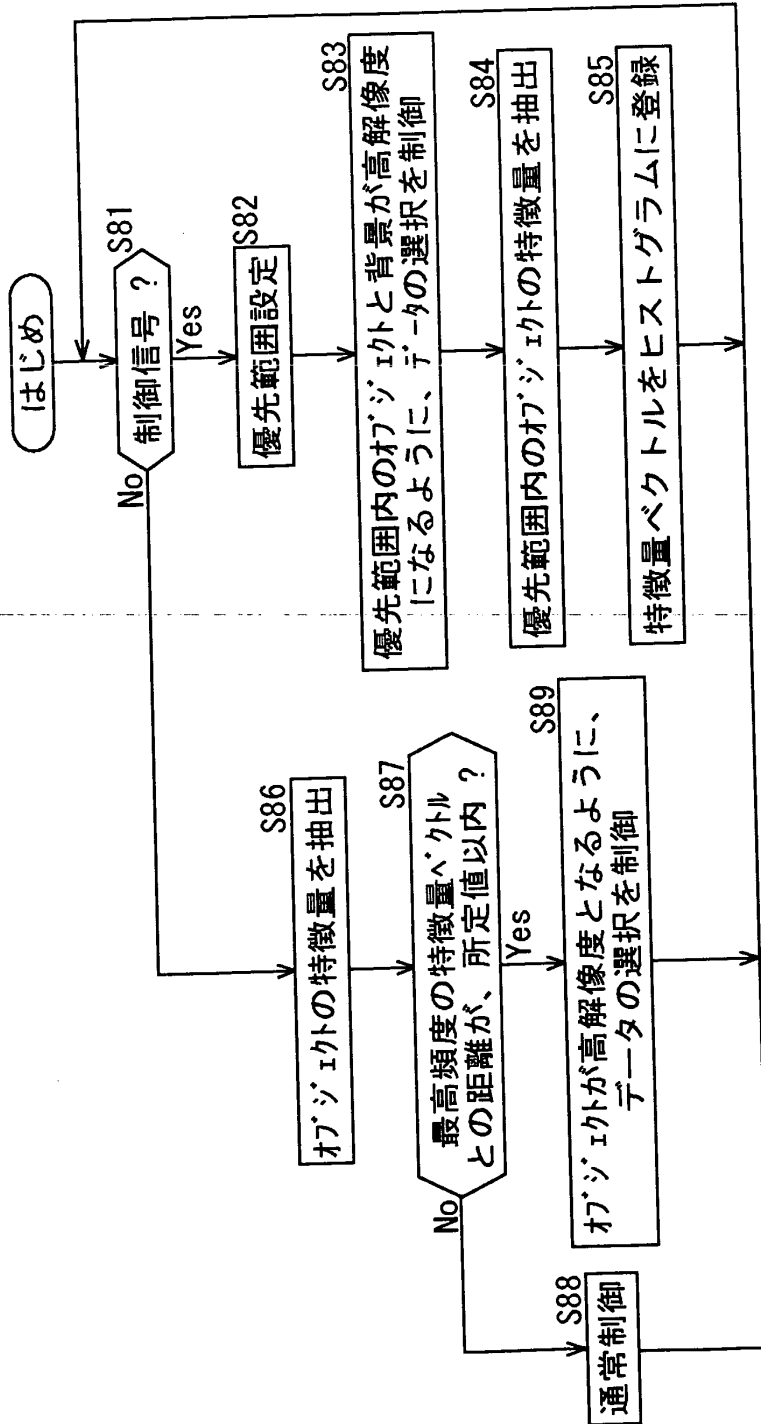 はじめ
S81
制御信号 ?
Yes
No
S82
優先範囲設定
S83
優先範囲内のオブジェクトと背景が高解像度
になるように、データの選択を制御
S84
優先範囲内のオブジェクトの特徴量を抽出
S85
特徴量ベクトルをヒストグラムに登録
S86
オブジェクトの特徴量を抽出
S87
最高頻度の特徴量ベクトル
との距離が、所定値以内 ?
Yes
No
S89
オブジェクトが高解像度となるように、
データの選択を制御
S88
通常制御